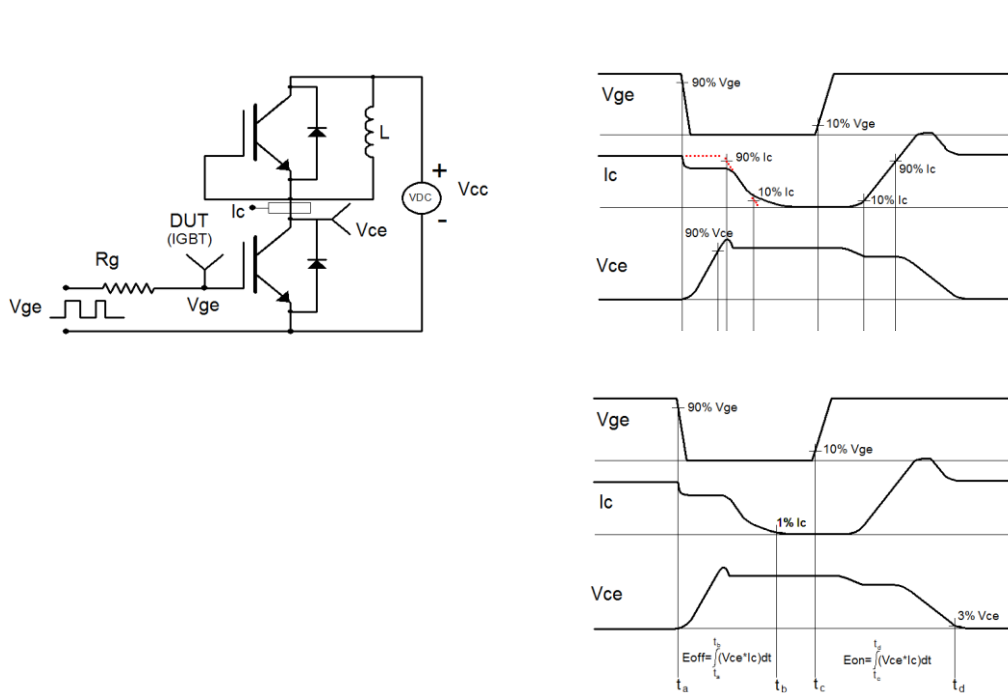 L
+
VDC
Vcc
-
Ic
Vce
DUT
(IGBT)
Rg
Vge
Vge
Vge
90% Vge
10% Vge
Ic
90% Ic
10% Ic
90% Ic
10% Ic
Vce
90% Vce
Vge
90% Vge
10% Vge
Ic
1% Ic
Vce
3% Vce
Eoff=∫(Vce*Ic)dt
Eon=∫(Vce*Ic)dt
ta
tb
tc
td